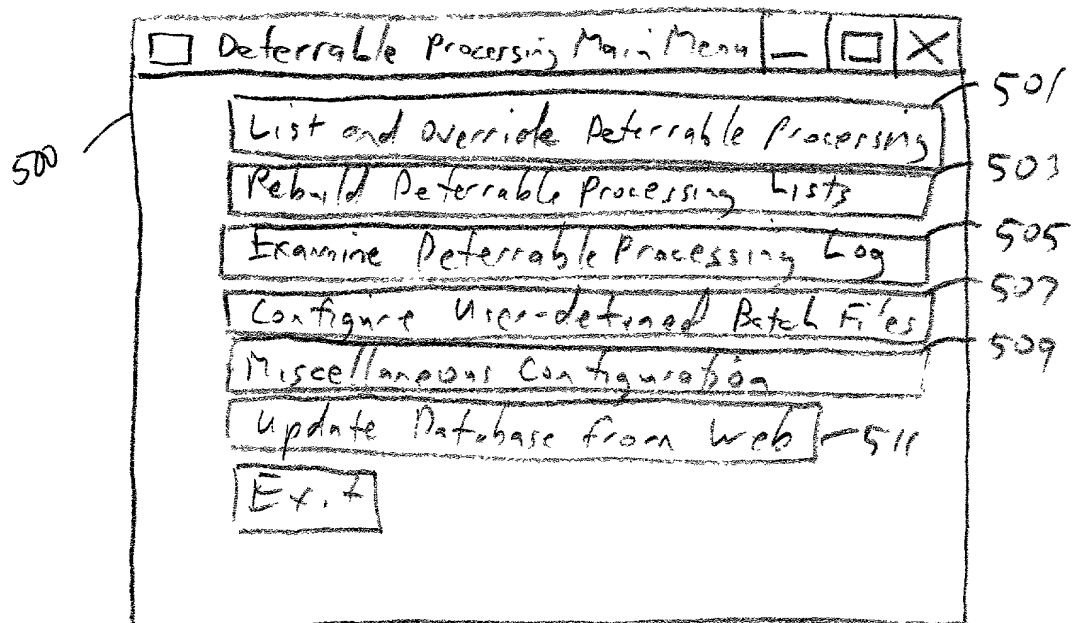 Deferrable Processing Main Menu
501
List and Override Deferrable Processing
500
503
Rebuild Deferrable Processing Lists
505
Examine Deferrable Processing Log
507
Configure User-defined Batch Files
509
Miscellaneous Configuration
Update Database from Web
511
Exit